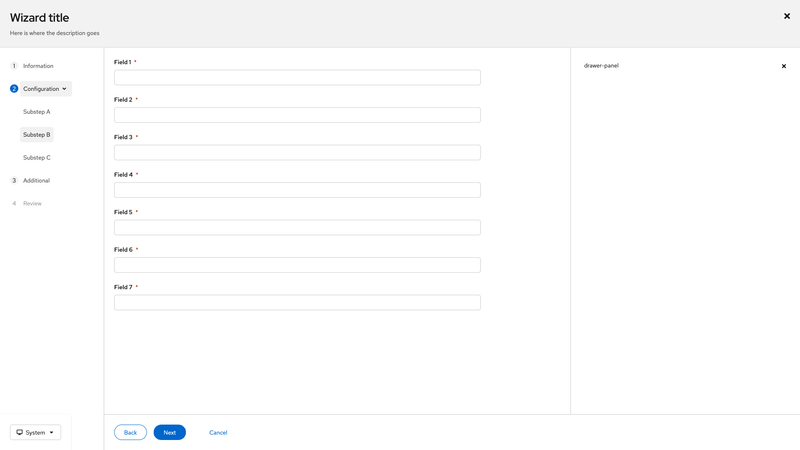 Wizard title
Here is where the description goes
1 Information
2 Configuration
Substep A
Substep B
Substep C
3 Additional
4 Review
System
Field 1 *
Field 2 *
Field 3 *
Field 4 *
Field 5 *
Field 6 *
Field 7 *
drawer-panel
Back Next Cancel